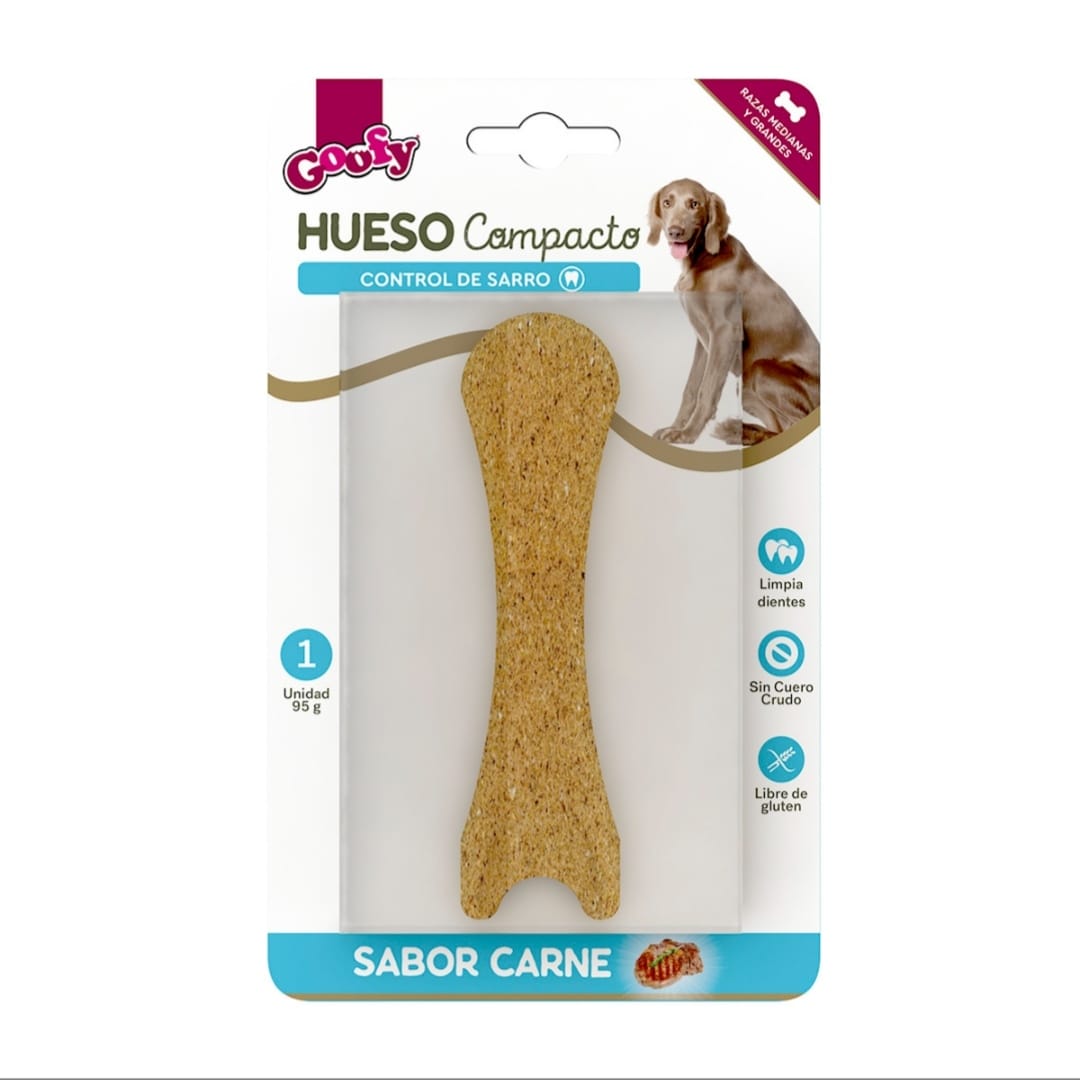 Goofy
RAZAS MEDIANAS
Y GRANDES
HUESO Compacto
CONTROL DE SARRO
Limpia
dientes
1
Unidad
95 g
Sin Cuero
Crudo
Libre de
gluten
SABOR CARNE